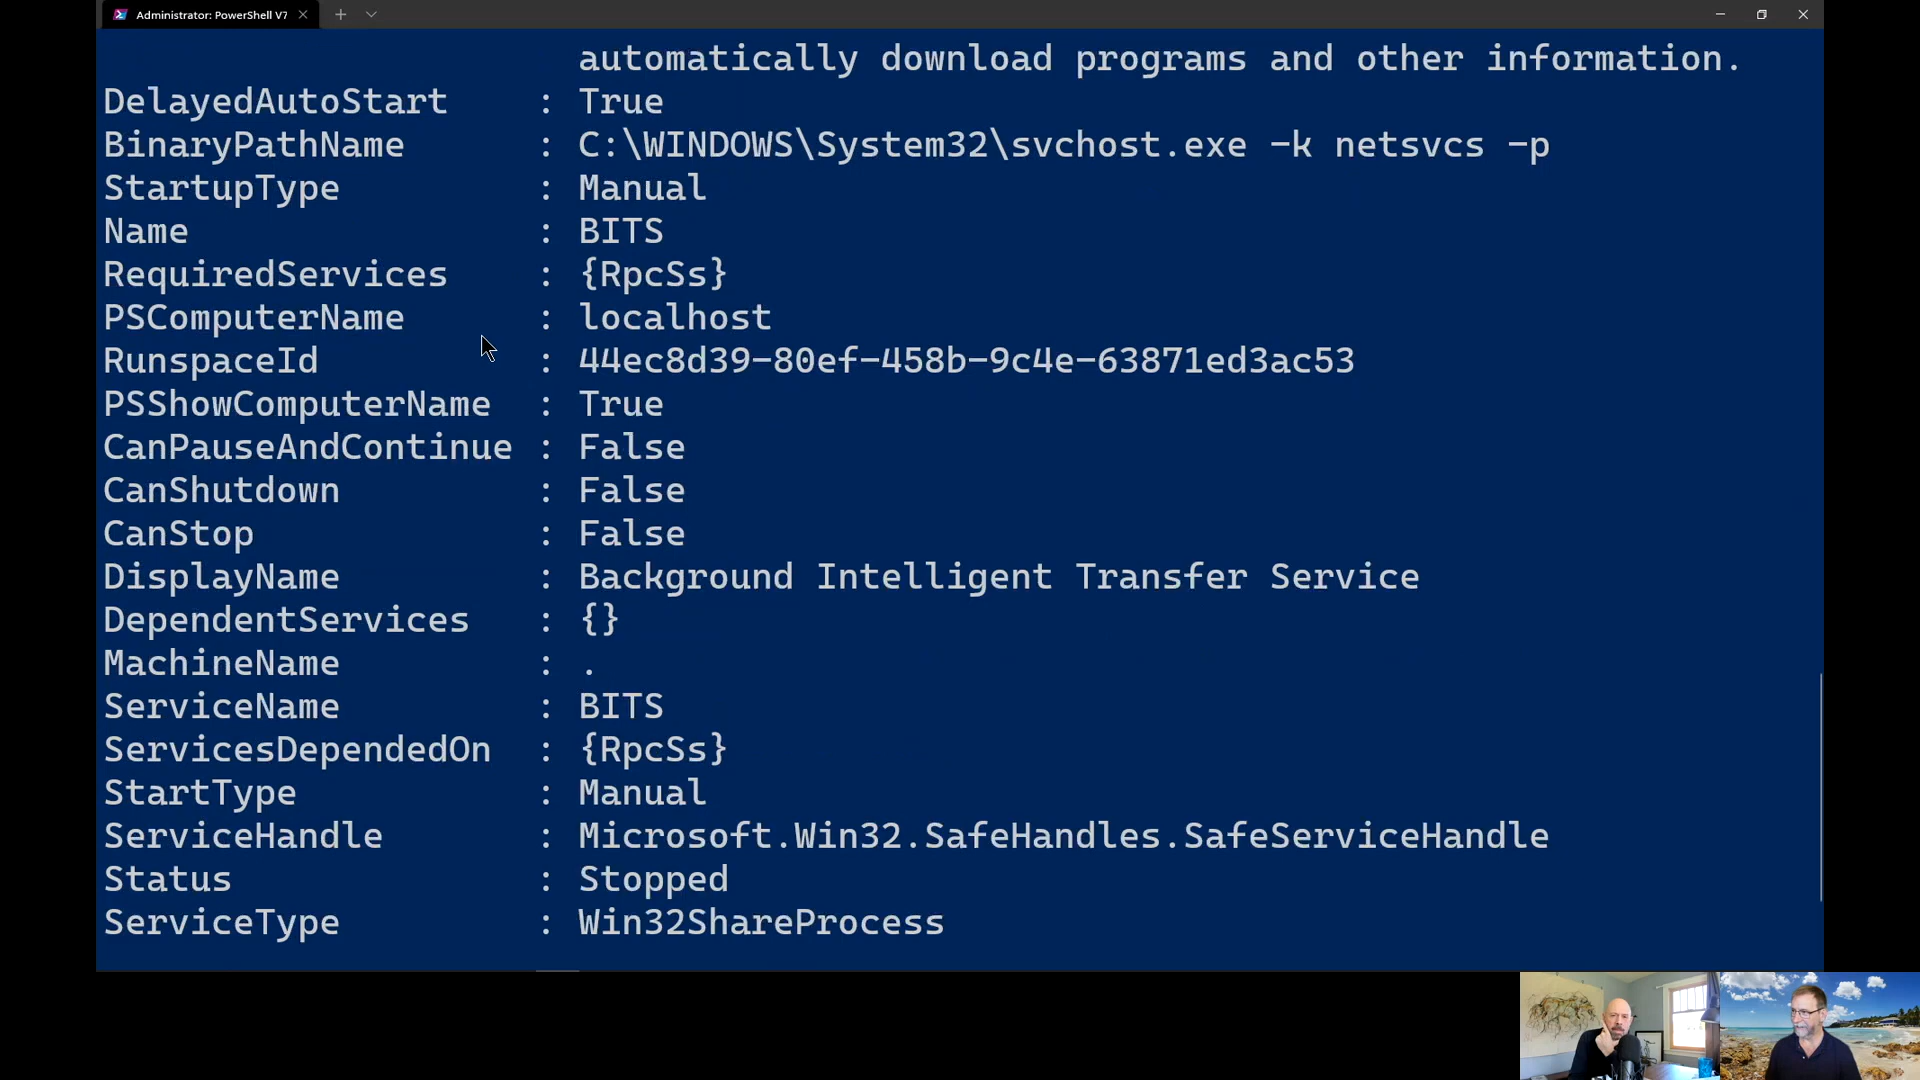 Administrator: PowerShell V7
automatically download programs and other information.
DelayedAutoStart : True
BinaryPathName : C:\WINDOWS\System32\svchost.exe -k netsvcs -p
StartupType : Manual
Name : BITS
RequiredServices : {RpcSs}
PSComputerName : localhost
RunspaceId : 44ec8d39-80ef-458b-9c4e-63871ed3ac53
PSShowComputerName : True
CanPauseAndContinue : False
CanShutdown : False
CanStop : False
DisplayName : Background Intelligent Transfer Service
DependentServices : {}
MachineName : .
ServiceName : BITS
ServicesDependedOn : {RpcSs}
StartType : Manual
ServiceHandle : Microsoft.Win32.SafeHandles.SafeServiceHandle
Status : Stopped
ServiceType : Win32ShareProcess